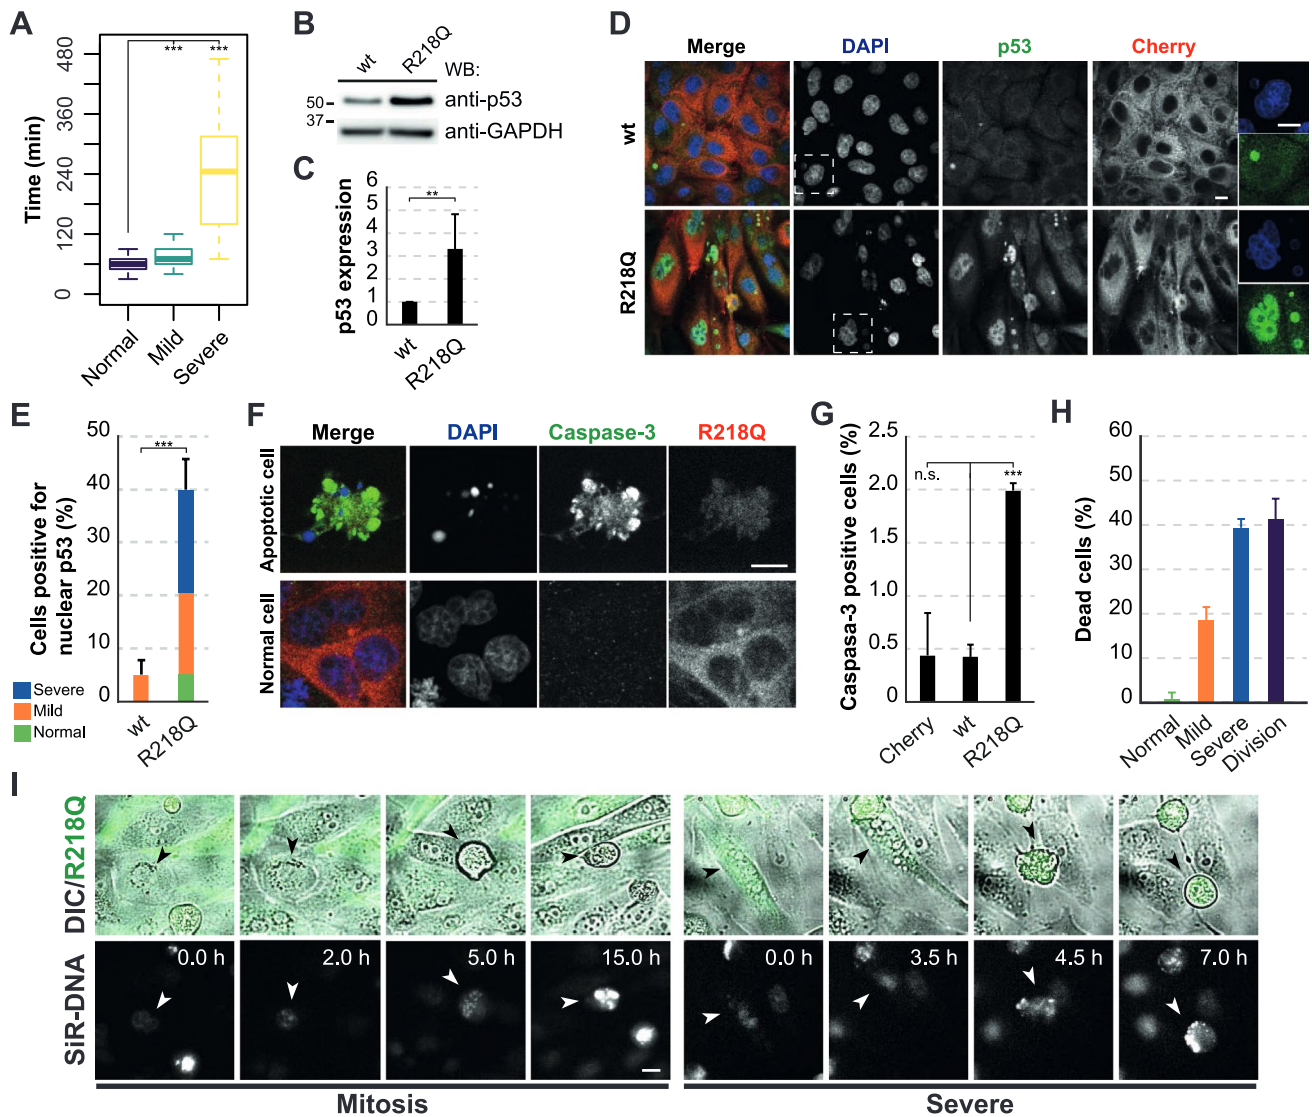 A
Time (min)
480
360
240
120
0
***
***
Normal
Mild
Severe
B
wt
R218Q
WB:
50
anti-p53
37
anti-GAPDH
C
p53 expression
6
5
4
3
2
1
0
**
wt
R218Q
D
Merge
DAPI
p53
Cherry
wt
R218Q
E
Cells positive for
nuclear p53 (%)
50
40
30
20
10
0
***
wt
R218Q
Severe
Mild
Normal
F
Merge
DAPI
Caspase-3
R218Q
Apoptotic cell
Normal cell
G
Caspasa-3 positive cells (%)
2.5
2.0
1.5
1.0
0.5
0
n.s.
***
Cherry
wt
R218Q
H
Dead cells (%)
60
50
40
30
20
10
0
Normal
Mild
Severe
Division
I
DIC/R218Q
SiR-DNA
0.0 h
2.0 h
5.0 h
15.0 h
0.0 h
3.5 h
4.5 h
7.0 h
Mitosis
Severe